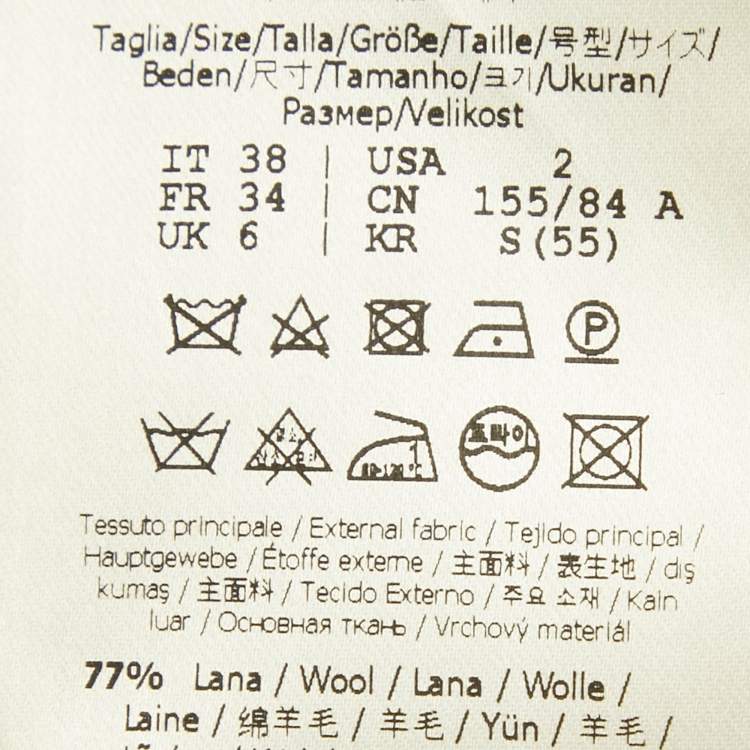 Taglia/Size/Talla/Größe/Taille/号型/サイズ/
Beden/尺寸/Tamanho/크기/Ukuran/
Размер/Velikost
IT 38 | USA 2
FR 34 | CN 155/84 A
UK 6 | KR S(55)
P
드라이
Tessuto principale / External fabric / Tejido principal /
Hauptgewebe / Étoffe externe / 主面料 / 表生地 / dış
kumaş / 主面料 / Tecido Externo / 주요 소재 / Kain
luar / Основная ткань / Vrchový materiál
77% Lana / Wool / Lana / Wolle /
Laine / 绵羊毛 / 羊毛 / Yün / 羊毛 /